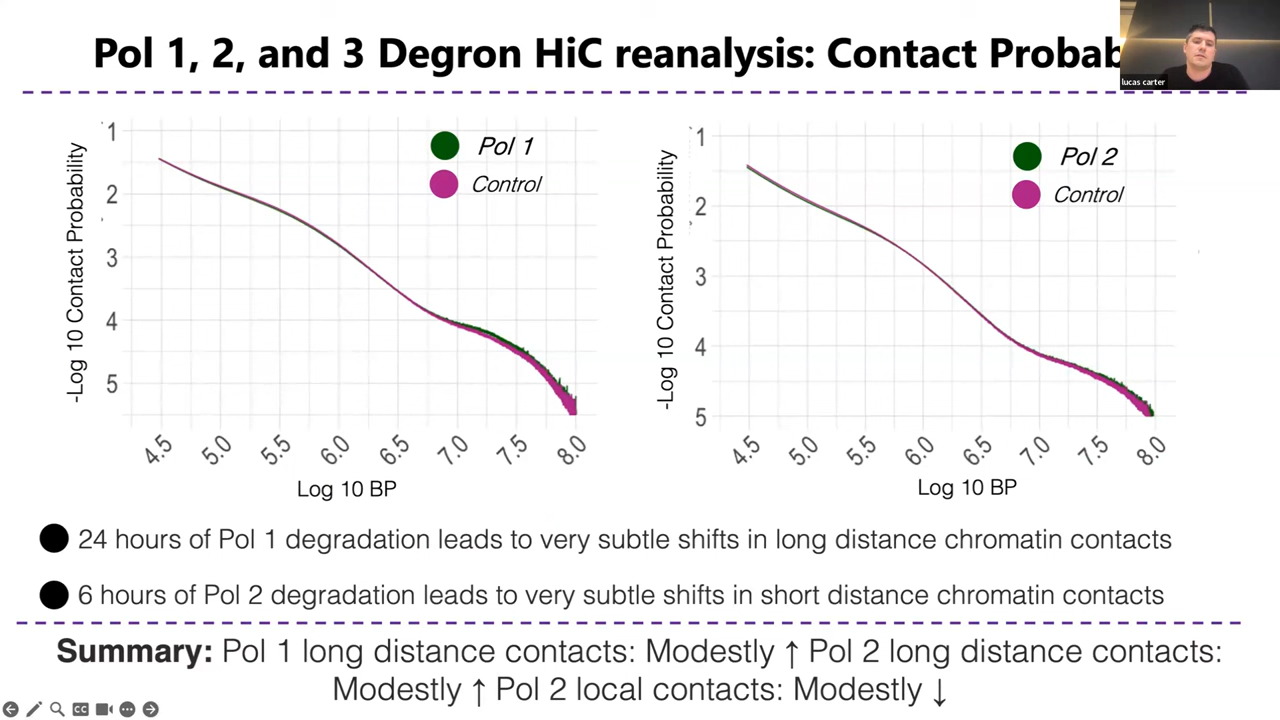 Pol 1, 2, and 3 Degron HiC reanalysis: Contact Probab
lucas carter
-Log 10 Contact Probability
1
2
3
4
5
Pol 1
Control
4.5
5.0
5.5
6.0
6.5
7.0
7.5
8.0
Log 10 BP
-Log 10 Contact Probability
1
2
3
4
5
Pol 2
Control
4.5
5.0
5.5
6.0
6.5
7.0
7.5
8.0
Log 10 BP
24 hours of Pol 1 degradation leads to very subtle shifts in long distance chromatin contacts
6 hours of Pol 2 degradation leads to very subtle shifts in short distance chromatin contacts
Summary: Pol 1 long distance contacts: Modestly ↑ Pol 2 long distance contacts:
Modestly ↑ Pol 2 local contacts: Modestly ↓
CC